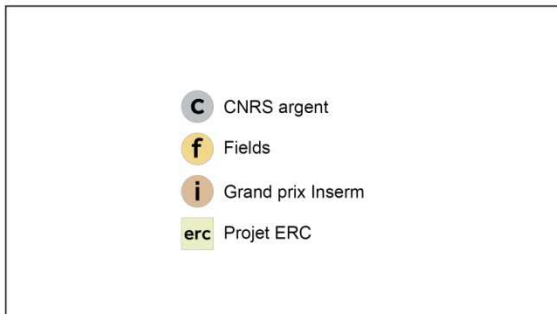 c CNRS argent
f Fields
i Grand prix Inserm
erc Projet ERC